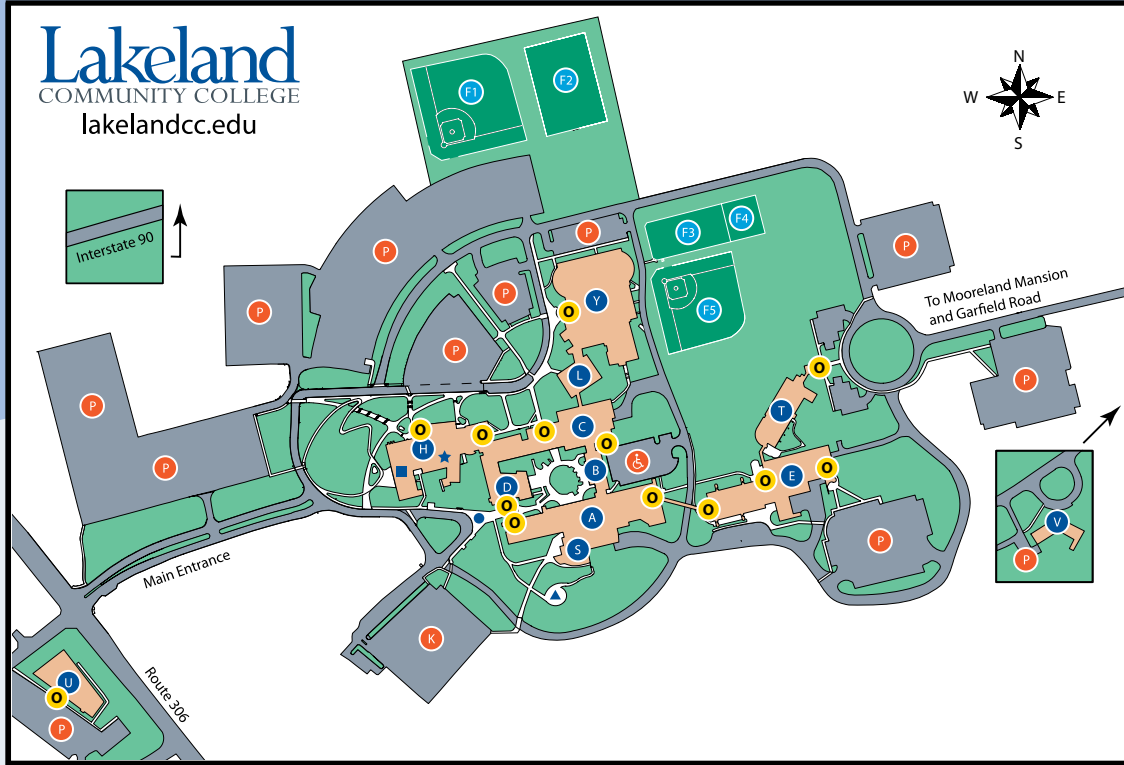 Lakeland
COMMUNITY COLLEGE
lakelandcc.edu
N
W
E
S
F1
F2
Interstate 90
P
P
F3
F4
P
P
P
Y
O
F5
To Mooreland Mansion
and Garfield Road
P
L
O
P
P
T
O
C
O
O
O
H
P
P
B
E
O
O
D
O
O
O
A
O
O
V
S
P
P
Main Entrance
K
Route 306
U
O
P